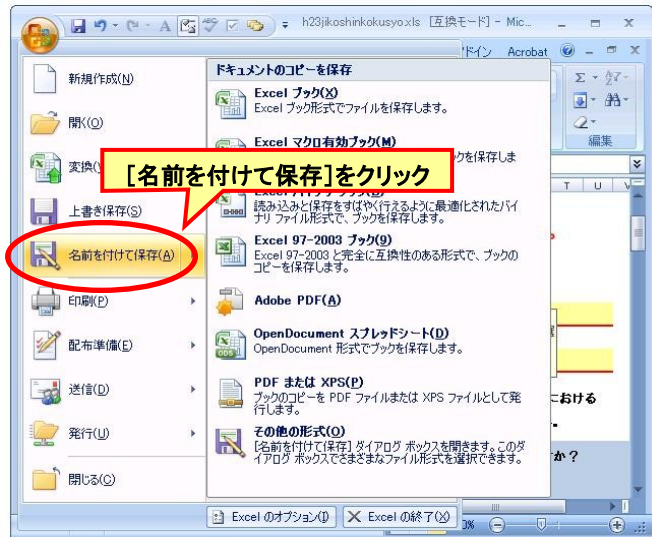 h23jikoshinkokusyo.xls [互換モード] - Mic...
ドイン Acrobat
新規作成(N)
開く(O)
変換(
上書き保存(S)
名前を付けて保存(A)
印刷(P)
配布準備(E)
送信(D)
発行(U)
閉じる(C)
ドキュメントのコピーを保存
Excel ブック(X)
Excel ブック形式でファイルを保存します。
Excel マクロ有効ブック(M)
クを保存しま
[名前を付けて保存]をクリック
読み込みと保存をすばやく行えるように最適化されたバイ
ナリ ファイル形式で、ブックを保存します。
Excel 97-2003 ブック(9)
Excel 97-2003 と完全に互換性のある形式で、ブックの
コピーを保存します。
Adobe PDF(A)
OpenDocument スプレッドシート(D)
OpenDocument 形式でブックを保存します。
PDF または XPS(P)
ブックのコピーを PDF ファイルまたは XPS ファイルとして発
行します。
その他の形式(O)
[名前を付けて保存] ダイアログ ボックスを開きます。このダ
イアログ ボックスでさまざまなファイル形式を選択できます。
編集
T U V
における
か？
Excel のオプション(I)
Excel の終了(X)